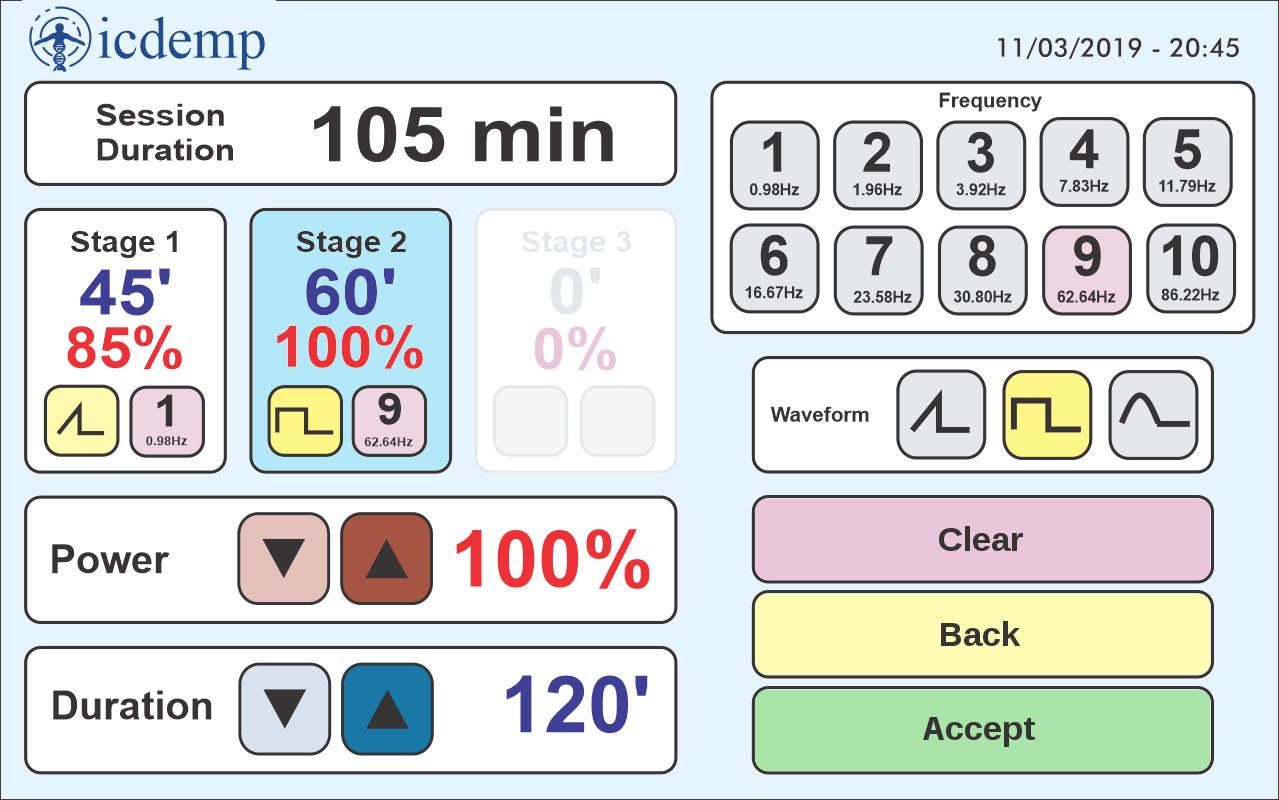 icdemp
11/03/2019 - 20:45
Session
Duration
105 min
Stage 1
45'
85%
1
0.98Hz
Stage 2
60'
100%
9
62.64Hz
Stage 3
0'
0%
Power
100%
Duration
120'
Frequency
1
0.98Hz
2
1.96Hz
3
3.92Hz
4
7.83Hz
5
11.79Hz
6
16.67Hz
7
23.58Hz
8
30.80Hz
9
62.64Hz
10
86.22Hz
Waveform
Clear
Back
Accept